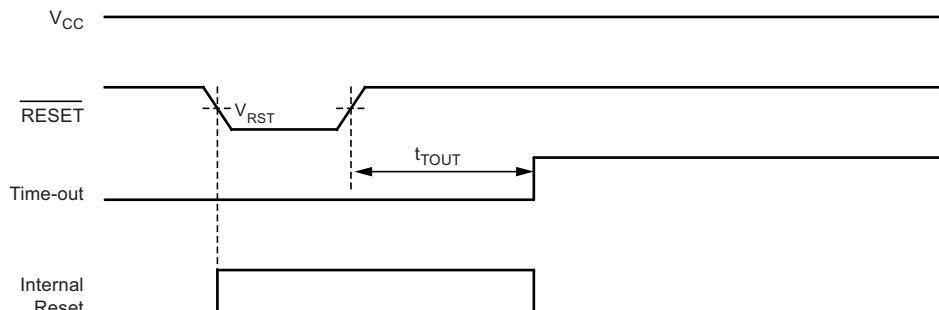 VCC
RESET
VRST
tTOUT
Time-out
Internal
Reset